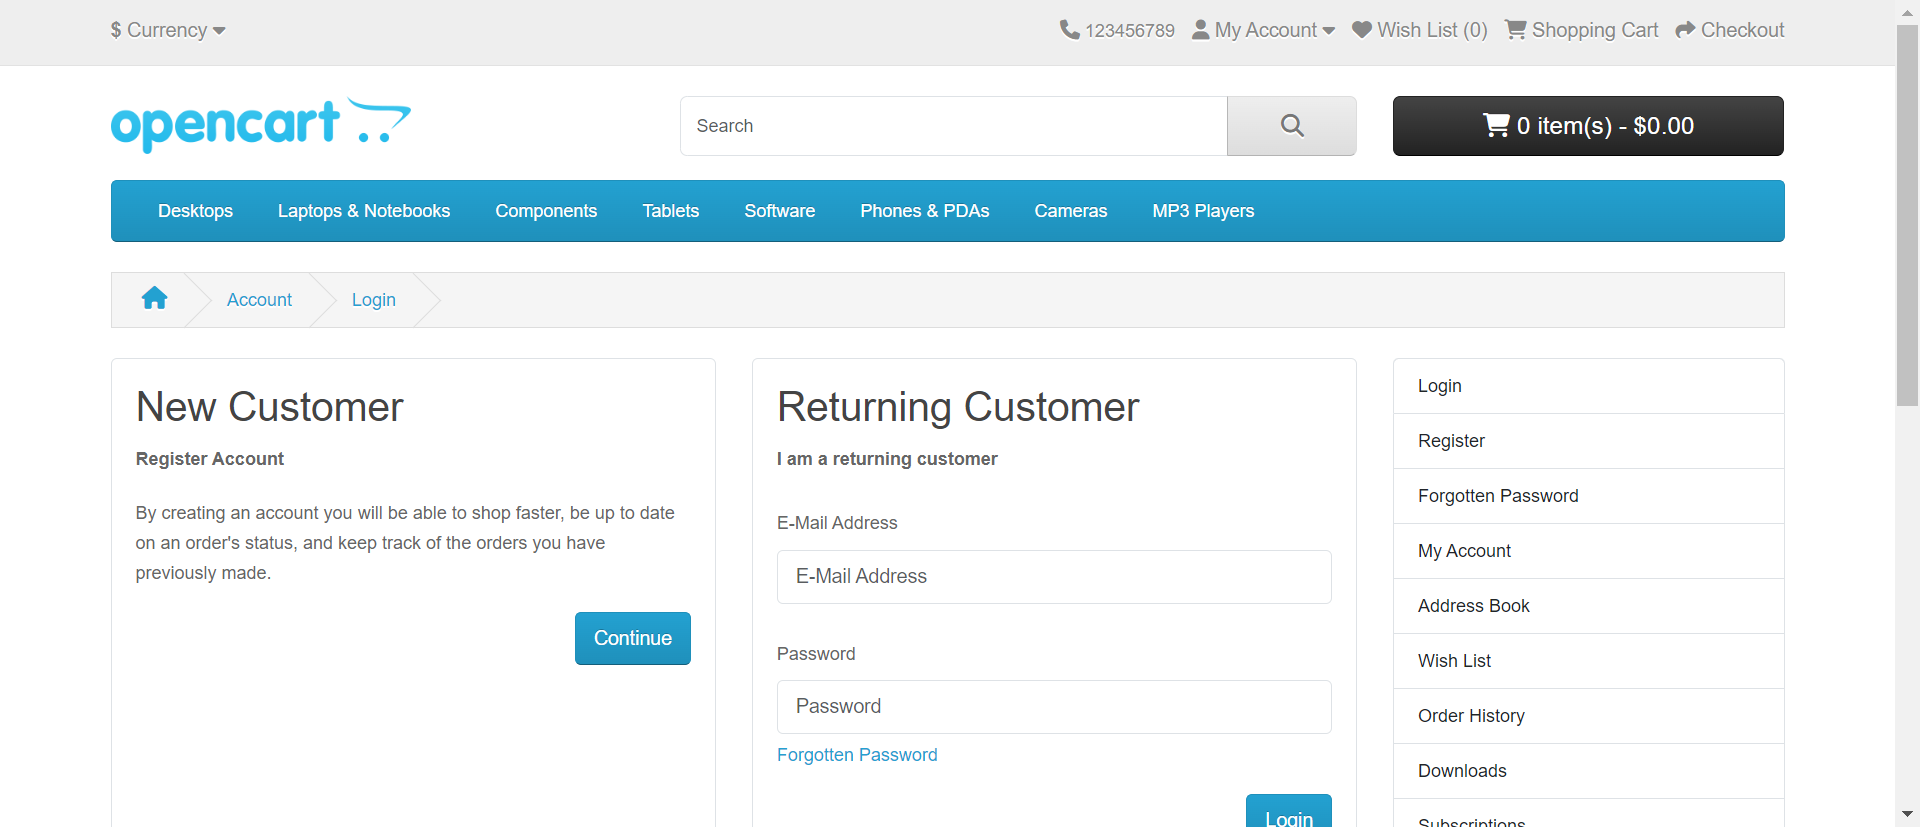 $ Currency
123456789 My Account Wish List (0) Shopping Cart Checkout
opencart
Search
0 item(s) - $0.00
Desktops Laptops & Notebooks Components Tablets Software Phones & PDAs Cameras MP3 Players
Account Login
New Customer
Register Account
By creating an account you will be able to shop faster, be up to date
on an order's status, and keep track of the orders you have
previously made.
Continue
Returning Customer
I am a returning customer
E-Mail Address
E-Mail Address
Password
Password
Forgotten Password
Login
Login
Register
Forgotten Password
My Account
Address Book
Wish List
Order History
Downloads
Subscriptions